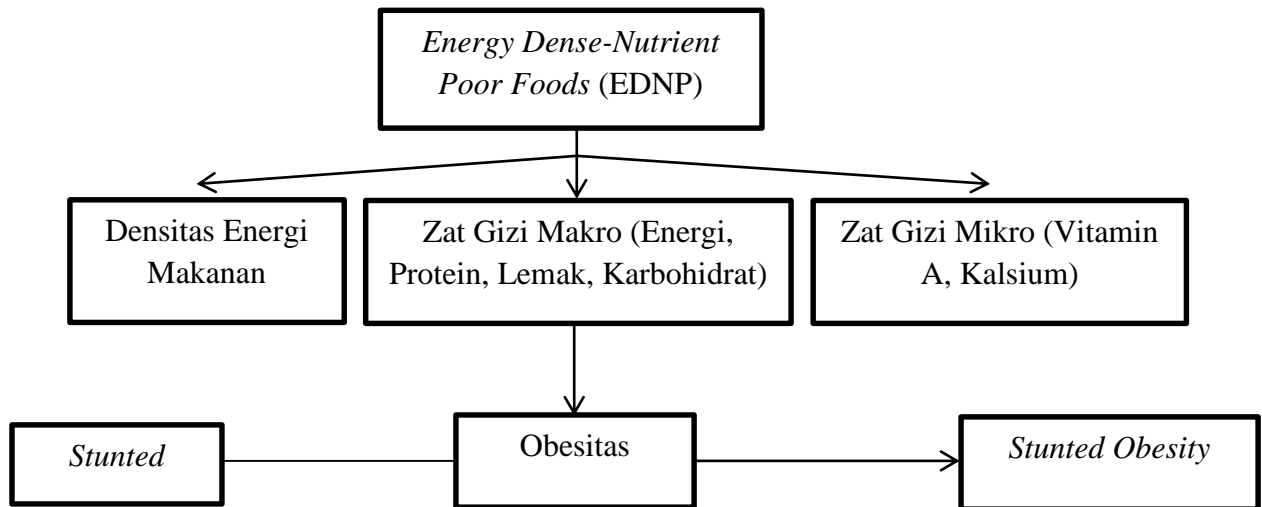 Energy Dense-Nutrient
Poor Foods (EDNP)
Densitas Energi
Makanan
Zat Gizi Makro (Energi,
Protein, Lemak, Karbohidrat)
Zat Gizi Mikro (Vitamin
A, Kalsium)
Stunted
Obesitas
Stunted Obesity